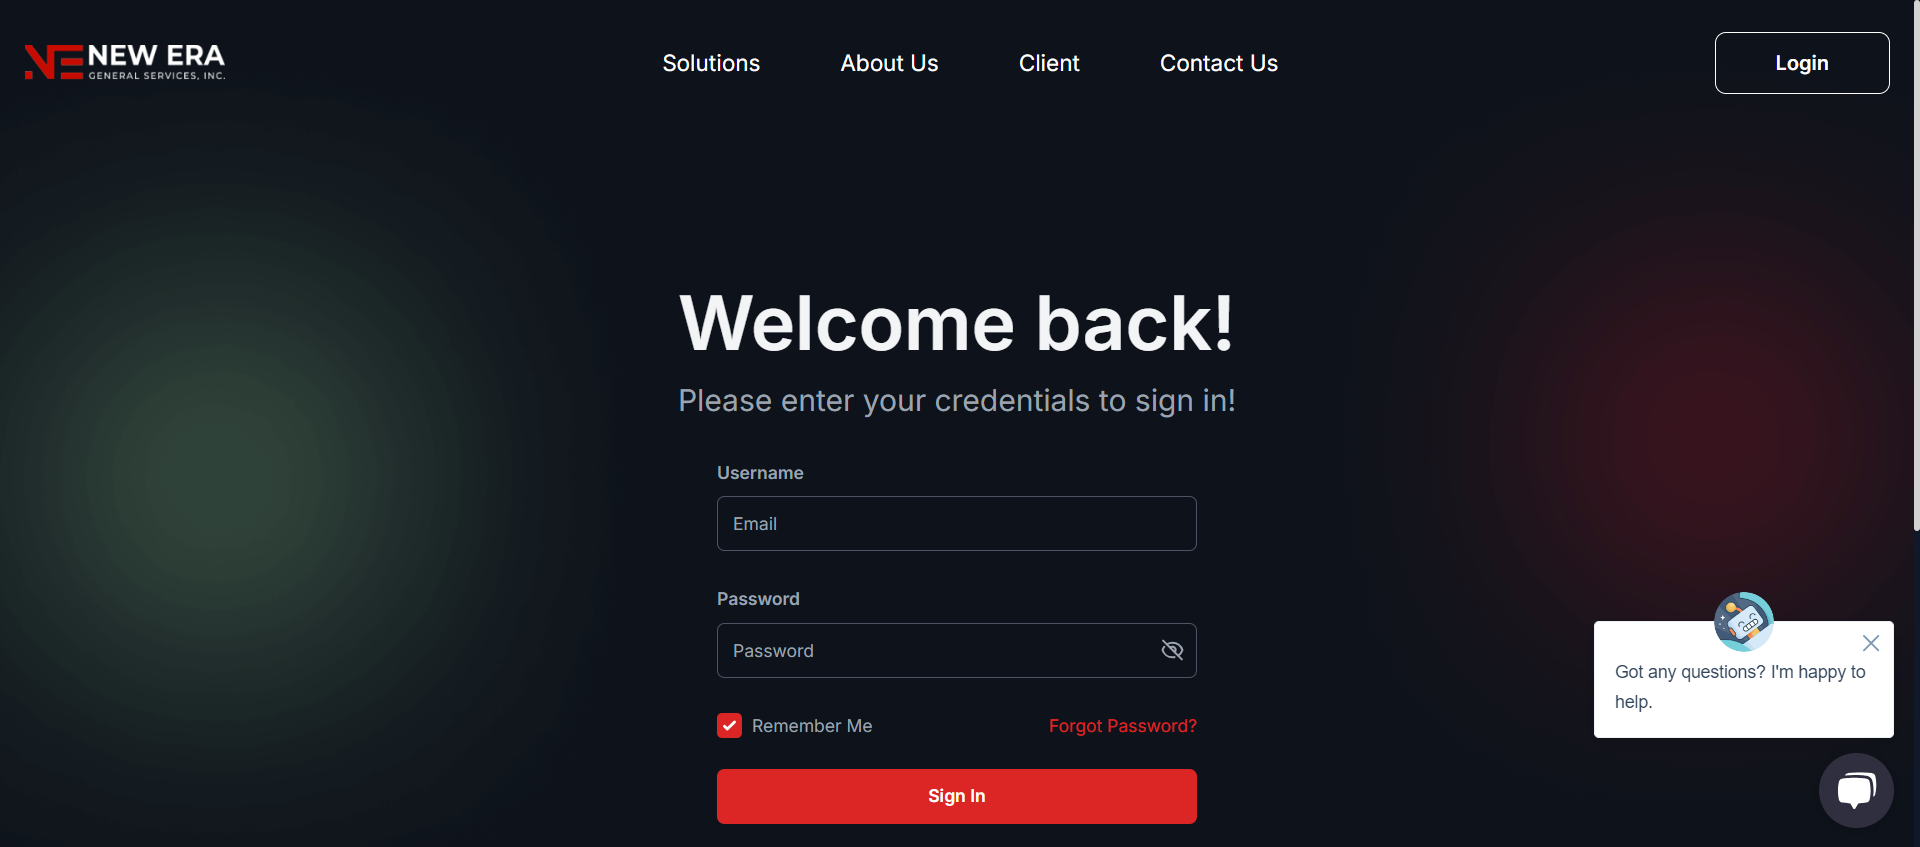 NEW ERA
GENERAL SERVICES, INC.
Solutions
About Us
Client
Contact Us
Login
Welcome back!
Please enter your credentials to sign in!
Username
Email
Password
Password
Remember Me
Forgot Password?
Sign In
Got any questions? I'm happy to
help.